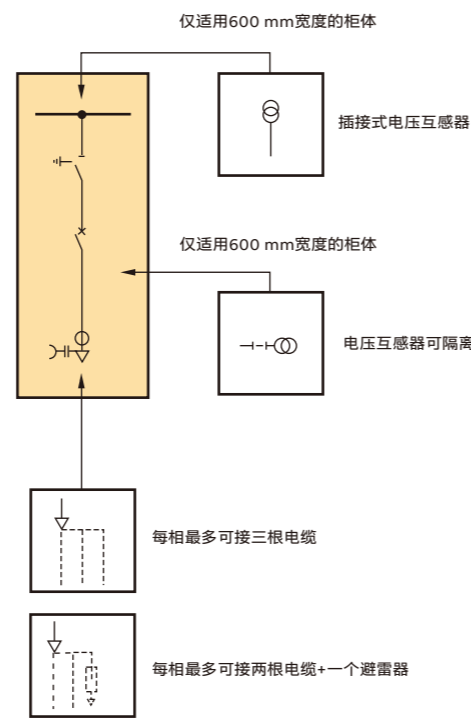 仅适用600 mm宽度的柜体
插接式电压互感器
仅适用600 mm宽度的柜体
电压互感器可隔离
每相最多可接三根电缆
每相最多可接两根电缆+一个避雷器